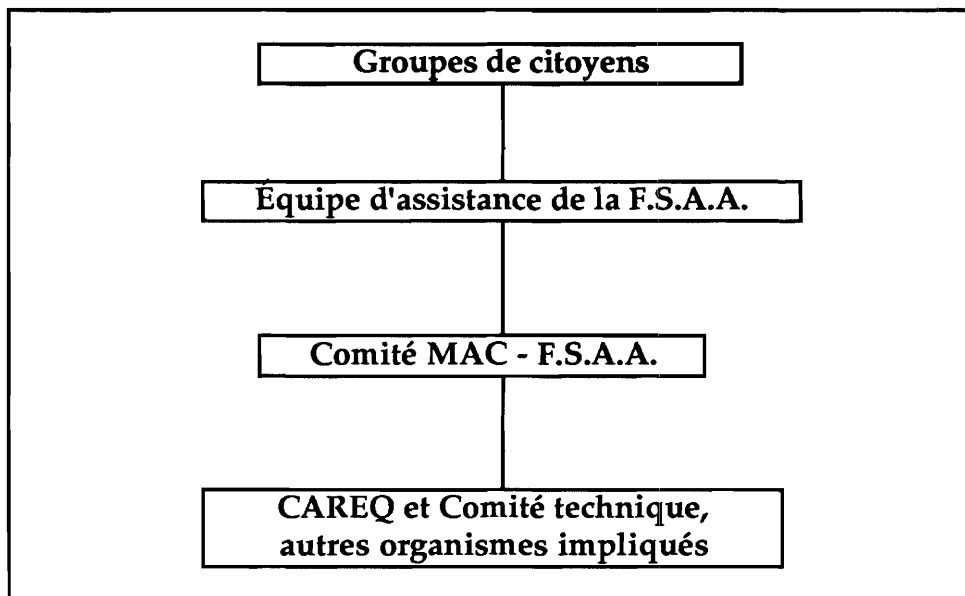 Groupes de citoyens
Équipe d'assistance de la F.S.A.A.
Comité MAC - F.S.A.A.
CAREQ et Comité technique,
autres organismes impliqués